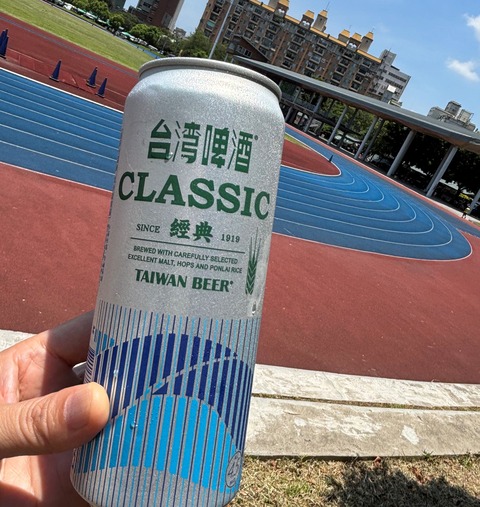 台湾啤酒
CLASSIC
SINCE 經典 1919
BREWED WITH CAREFULLY SELECTED
EXCELLENT MALT, HOPS AND PONLAI RICE
TAIWAN BEER®